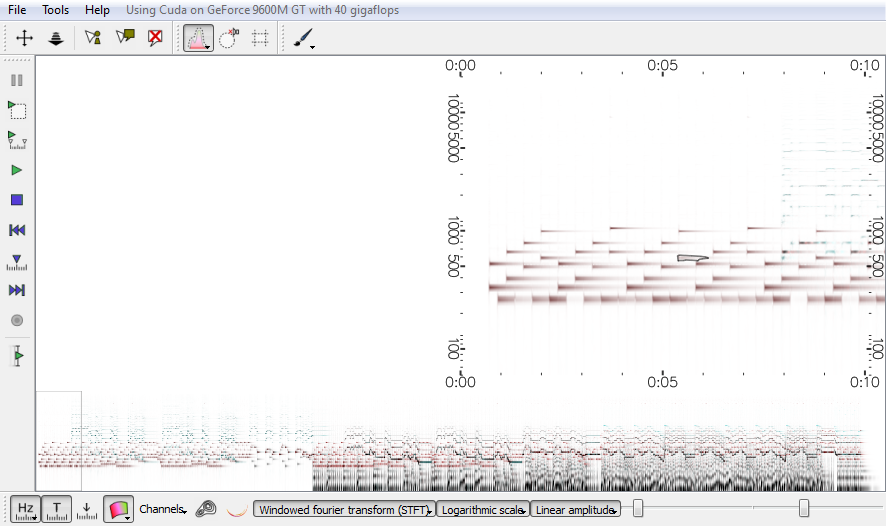 File Tools Help Using Cuda on GeForce 9600M GT with 40 gigaflops
0:00 0:05 0:10
10000 10000
5000 5000
1000 1000
500 500
100 100
0:00 0:05 0:10
Hz T Channels Windowed fourier transform (STFT) Logarithmic scale Linear amplitude